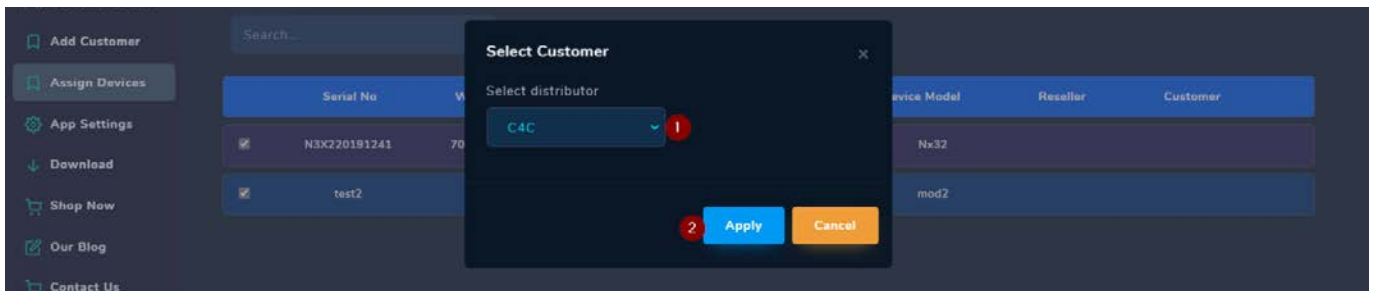 Add Customer
Search...
Select Customer
×
Assign Devices
Select distributor
Serial No
Device Model
Reseller
Customer
C4C
1
App Settings
N3X220191241
70
Nx32
Download
test2
mod2
Shop Now
2
Apply
Cancel
Our Blog
Contact Us